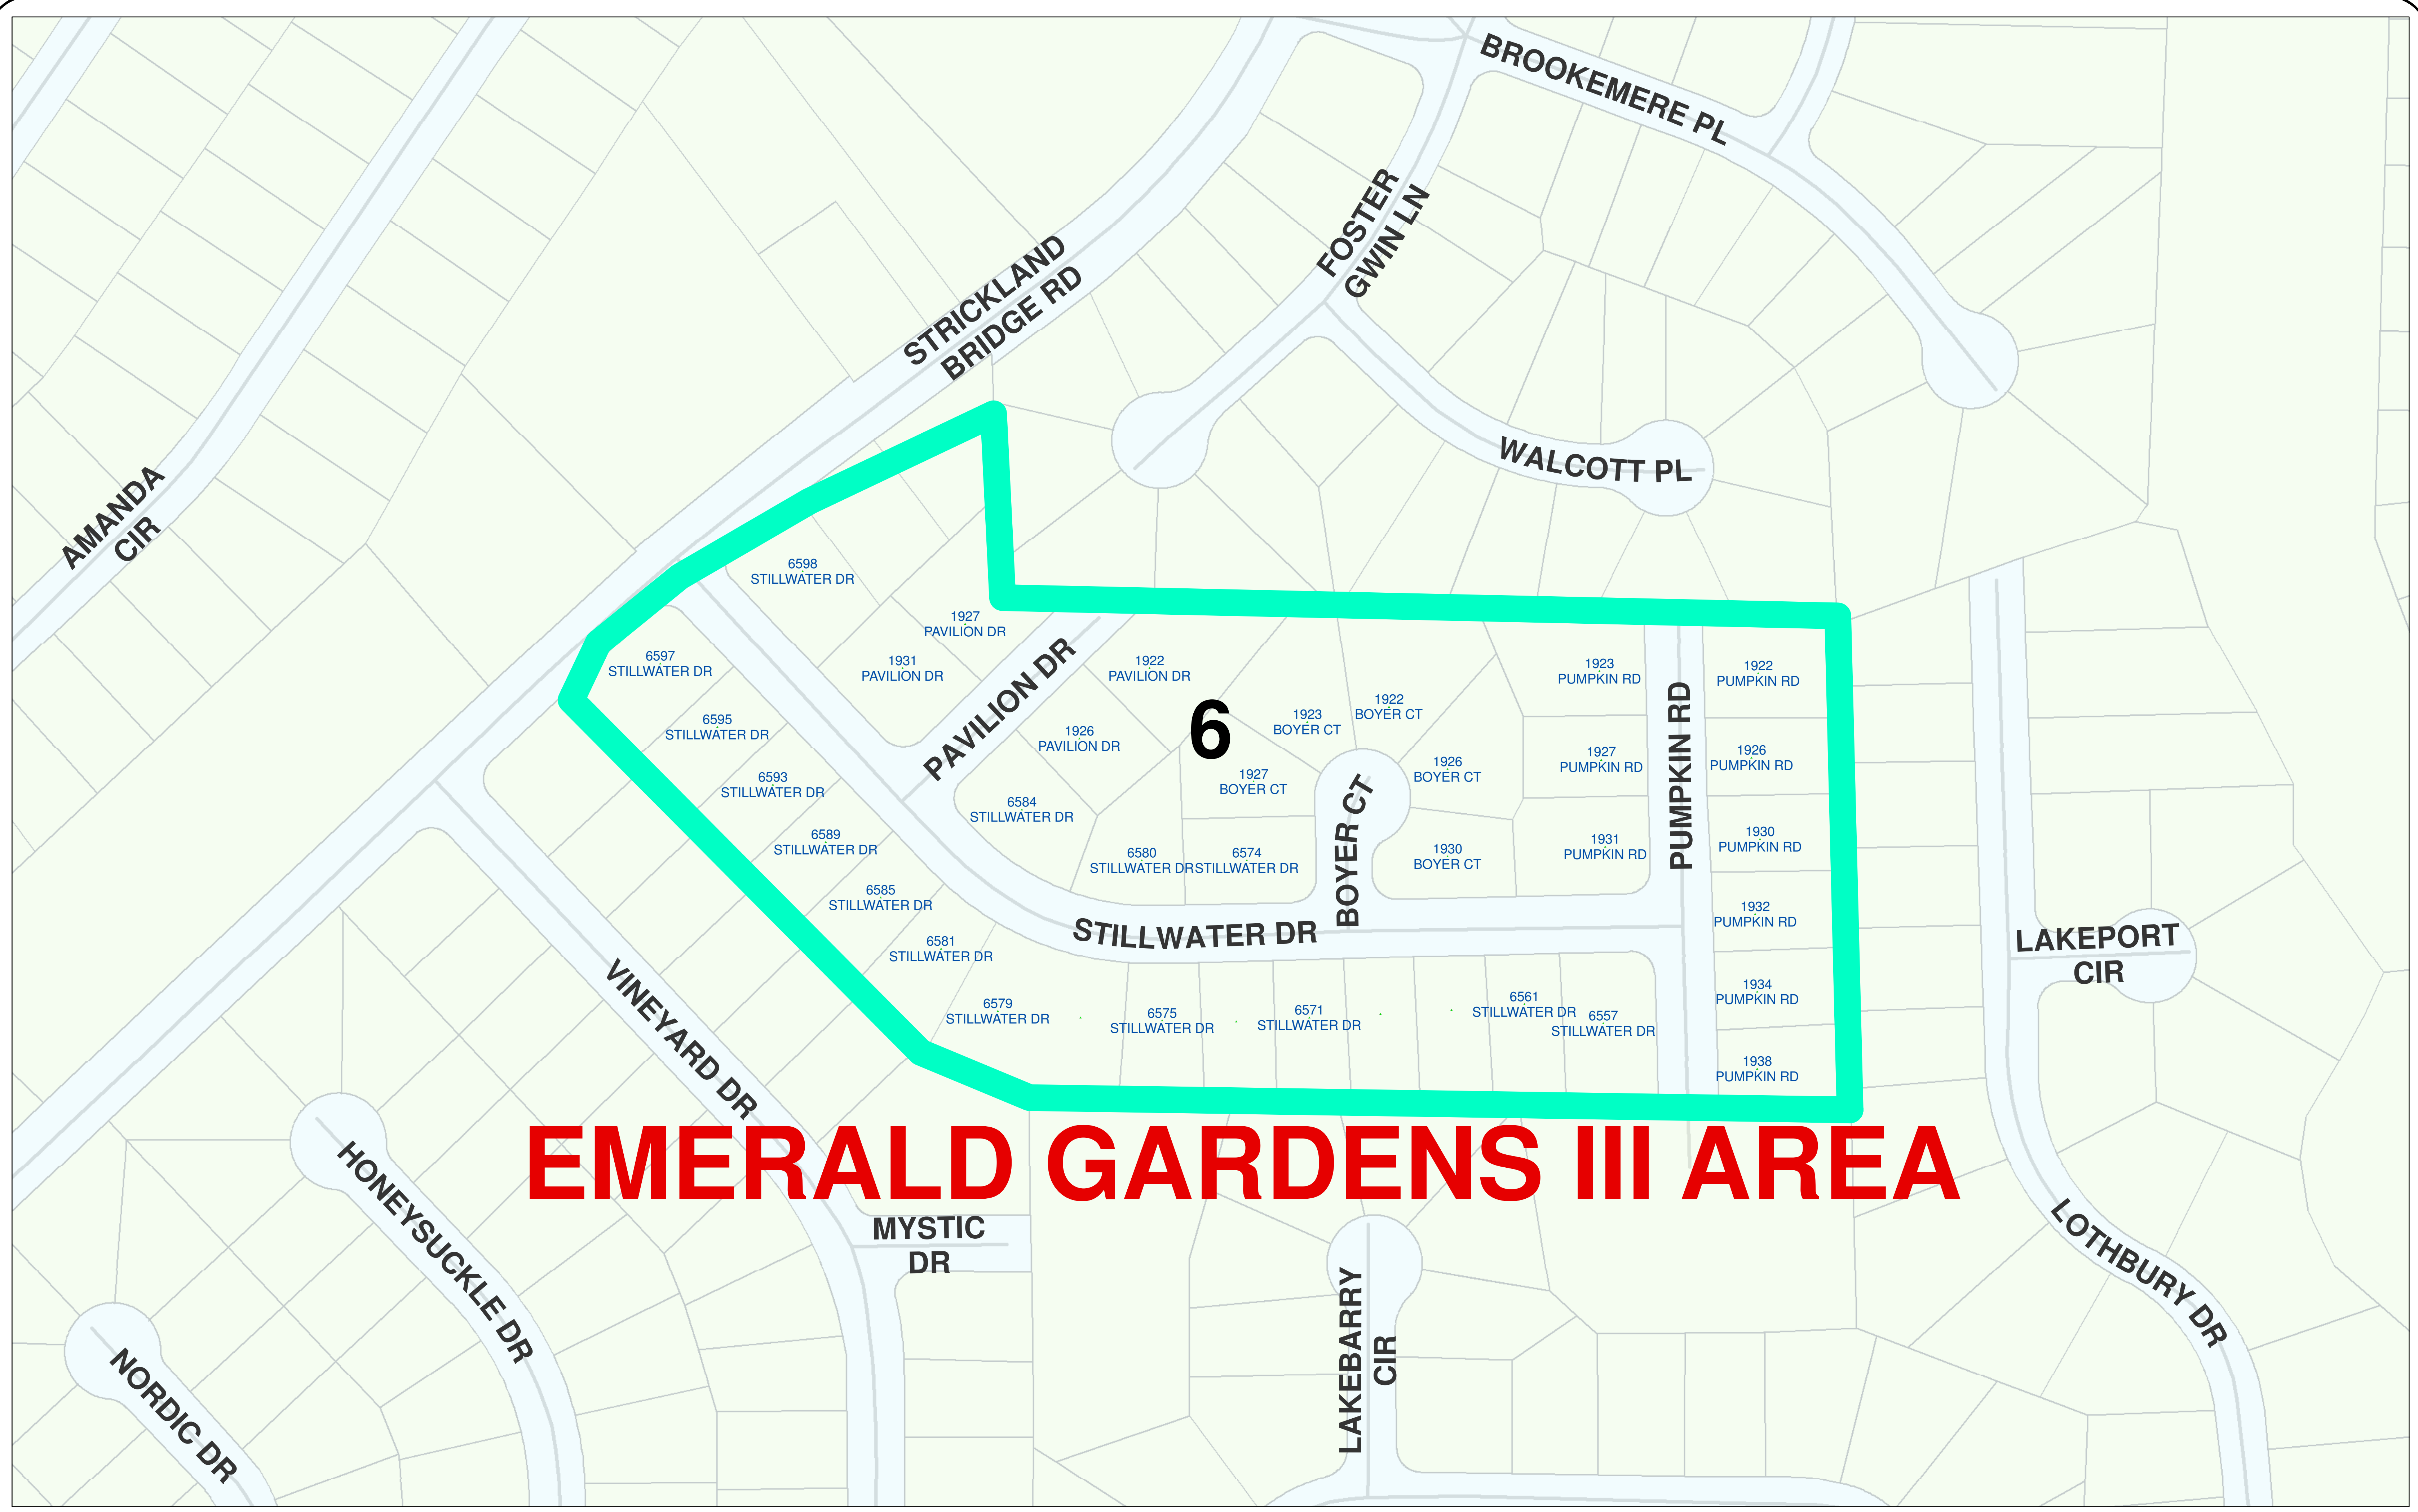 BROOKEMERE PL
FOSTER
GWIN LN
STRICKLAND
BRIDGE RD
WALCOTT PL
AMANDA
CIR
6598
STILLWATER DR
1927
PAVILION DR
6597
STILLWATER DR
1931
PAVILION DR
1922
PAVILION DR
1923
PUMPKIN RD
1922
PUMPKIN RD
6595
STILLWATER DR
PAVILION DR
1926
PAVILION DR
6
1923
BOYER CT
1922
BOYER CT
PUMPKIN RD
1927
PUMPKIN RD
1926
PUMPKIN RD
6593
STILLWATER DR
1927
BOYER CT
1926
BOYER CT
6584
STILLWATER DR
6589
STILLWATER DR
6580
STILLWATER DR
6574
STILLWATER DR
BOYER CT
1930
BOYER CT
1931
PUMPKIN RD
1930
PUMPKIN RD
6585
STILLWATER DR
1932
PUMPKIN RD
STILLWATER DR
6581
STILLWATER DR
LAKEPORT
CIR
6579
STILLWATER DR
6575
STILLWATER DR
6571
STILLWATER DR
6561
STILLWATER DR
6557
STILLWATER DR
1934
PUMPKIN RD
1938
PUMPKIN RD
VINEYARD DR
EMERALD GARDENS III AREA
HONEYSUCKLE DR
MYSTIC
DR
LAKEBARRY
CIR
LOTHBURY DR
NORDIC DR